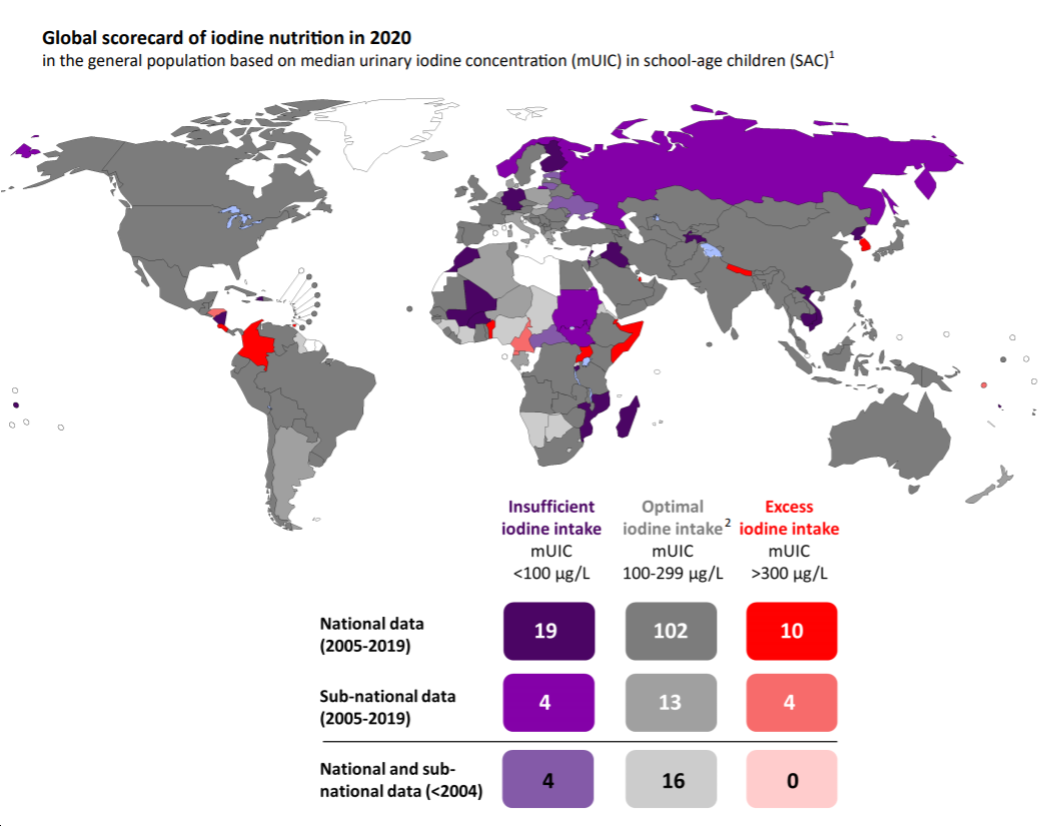 Global scorecard of iodine nutrition in 2020
in the general population based on median urinary iodine concentration (mUIC) in school-age children (SAC)¹
Insufficient iodine intake
mUIC
<100 µg/L
Optimal iodine intake²
mUIC
100-299 µg/L
Excess iodine intake
mUIC
>300 µg/L
National data
(2005-2019)
19
102
10
Sub-national data
(2005-2019)
4
13
4
National and sub-
national data (<2004)
4
16
0